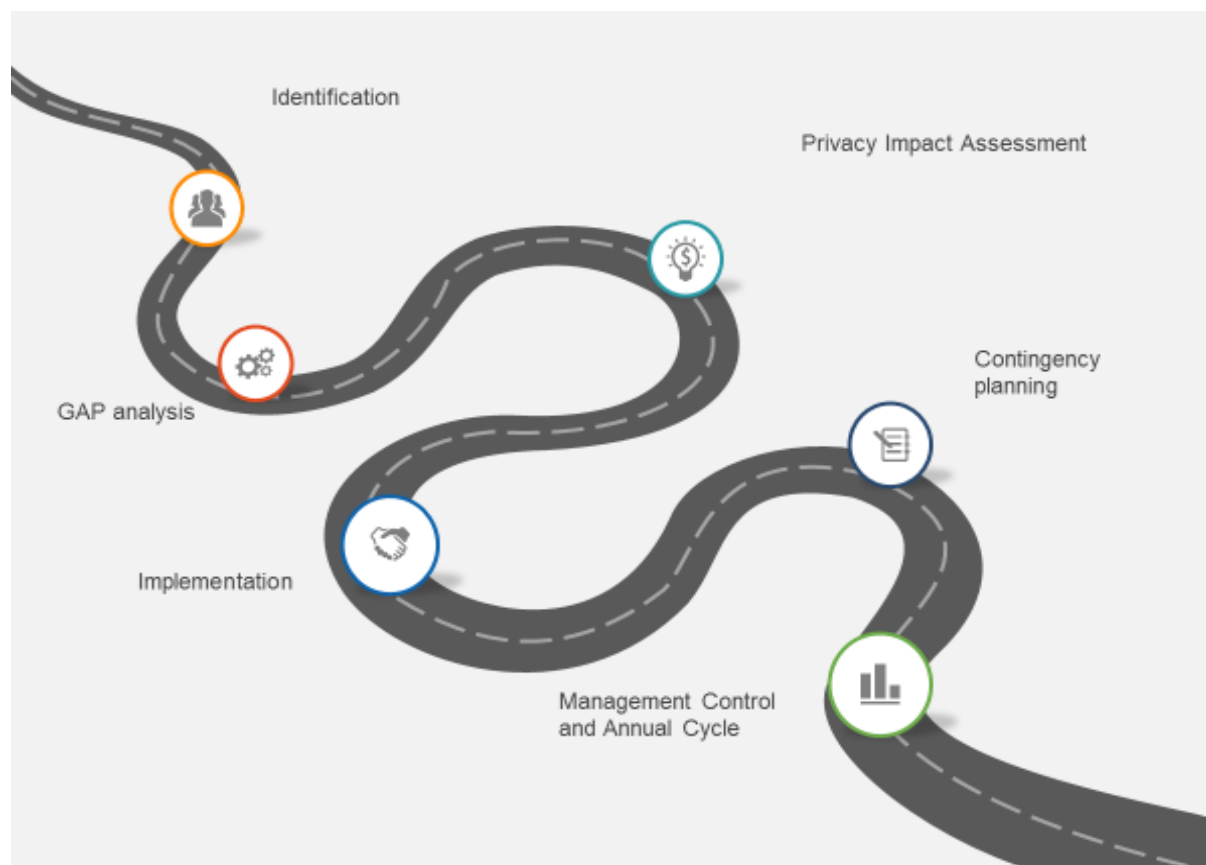 Identification
Privacy Impact Assessment
Contingency
planning
GAP analysis
Implementation
Management Control
and Annual Cycle
$